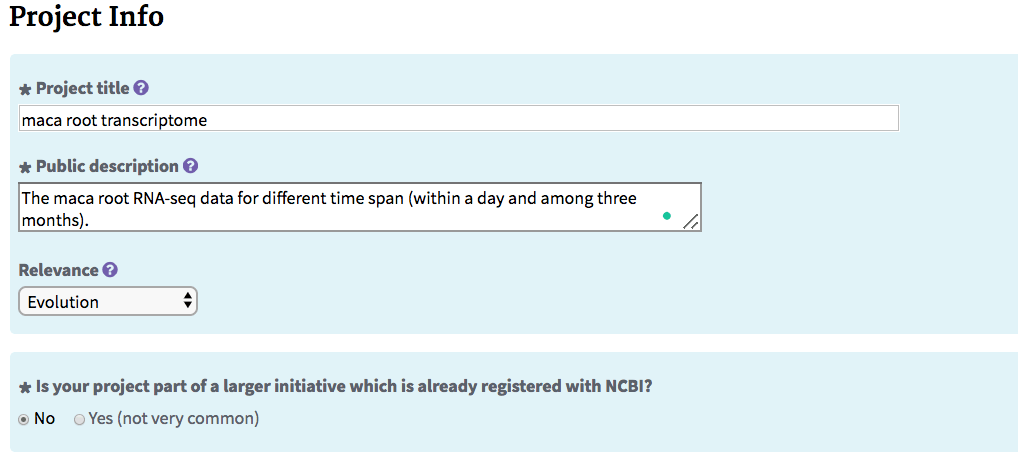 Project Info
* Project title ?
maca root transcriptome
* Public description ?
The maca root RNA-seq data for different time span (within a day and among three
months).
Relevance ?
Evolution
* Is your project part of a larger initiative which is already registered with NCBI?
No Yes (not very common)